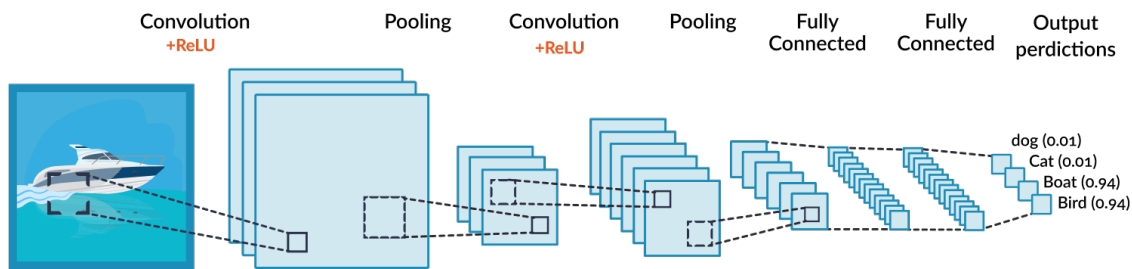 Convolution
+ReLU
Pooling
Convolution
+ReLU
Pooling
Fully
Connected
Fully
Connected
Output
perdictions
dog (0.01)
Cat (0.01)
Boat (0.94)
Bird (0.94)